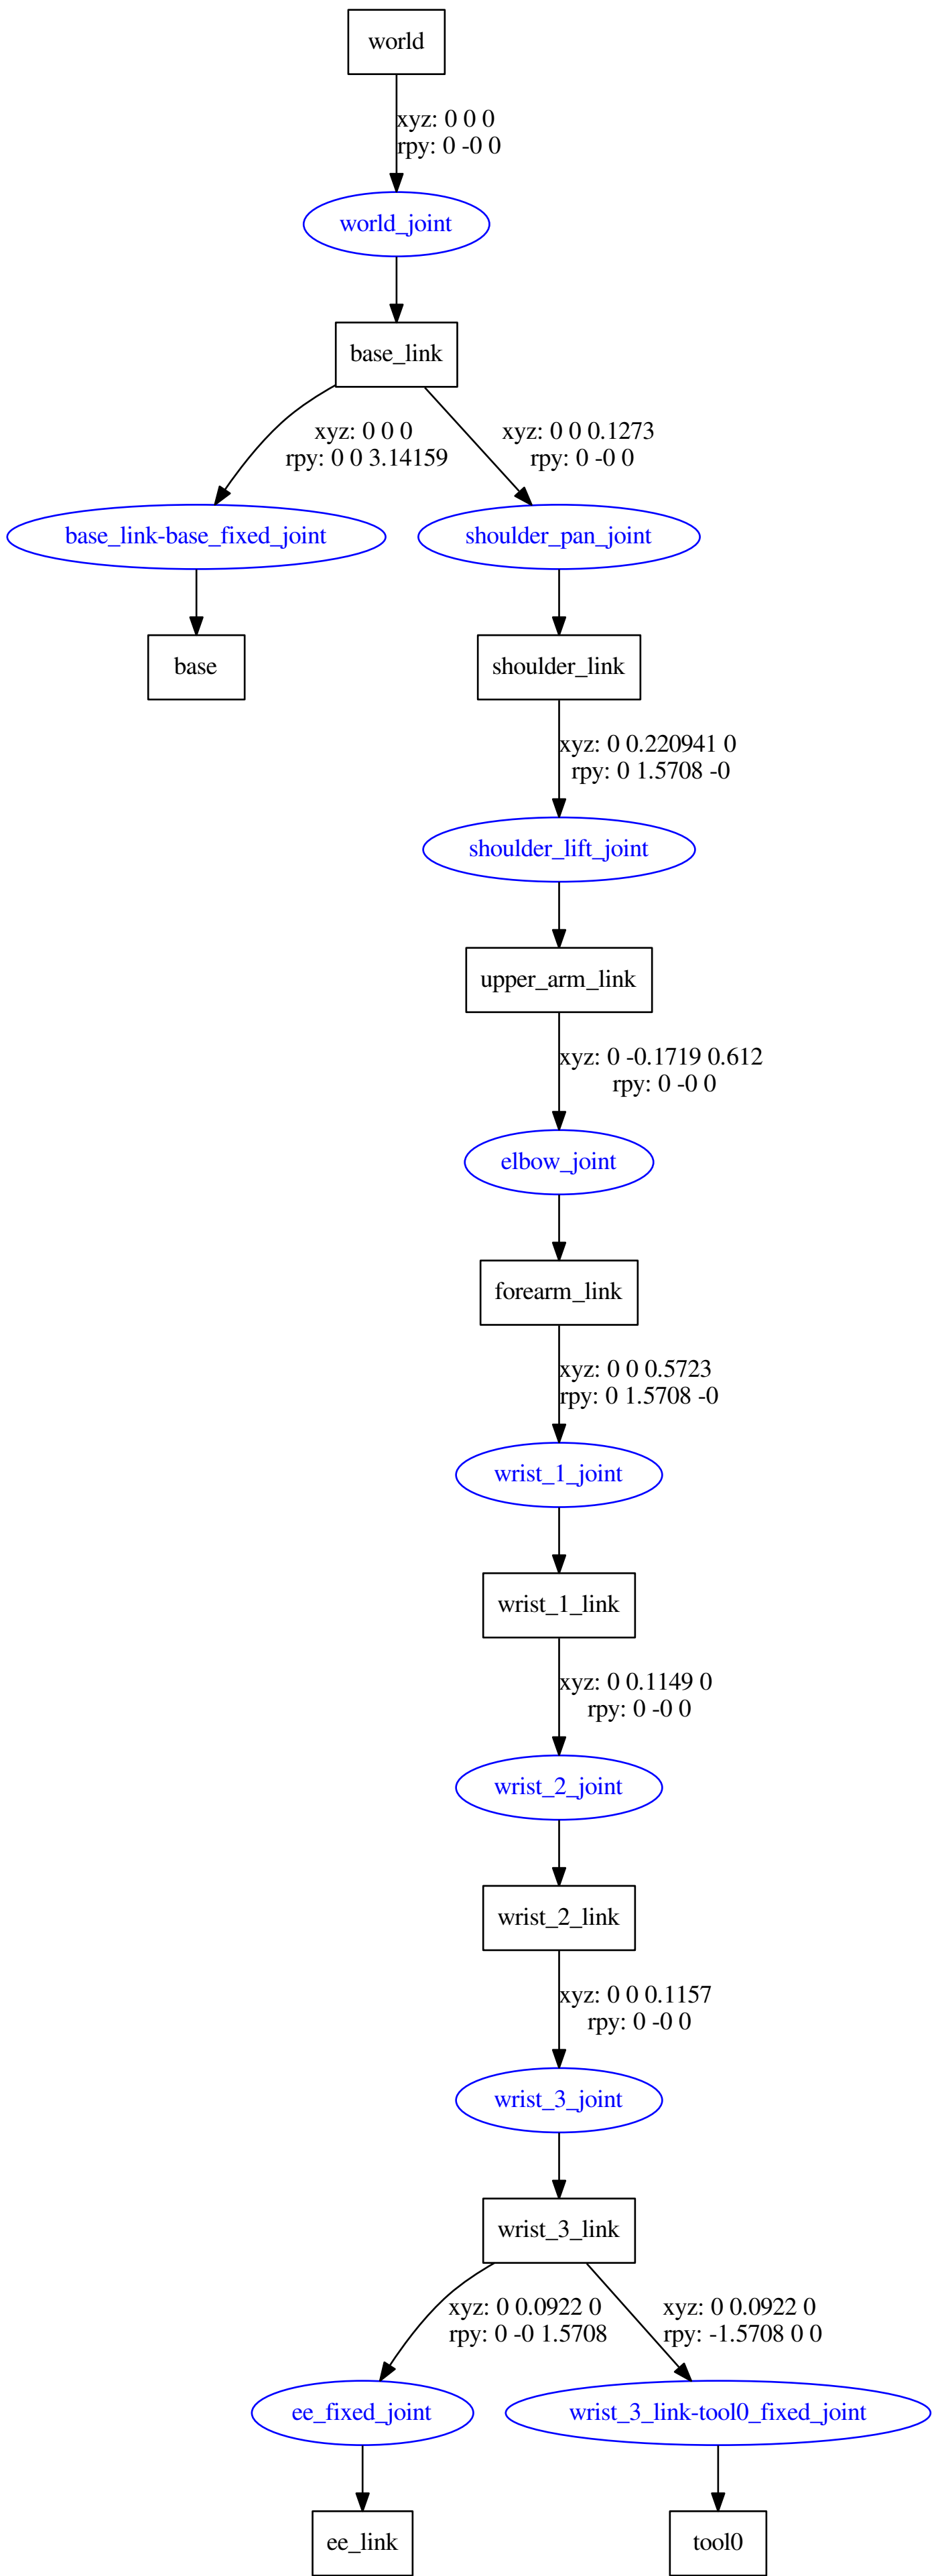 world
xyz: 0 0 0
rpy: 0 -0 0
world_joint
base_link
xyz: 0 0 0
rpy: 0 0 3.14159
xyz: 0 0 0.1273
rpy: 0 -0 0
base_link-base_fixed_joint
shoulder_pan_joint
base
shoulder_link
xyz: 0 0.220941 0
rpy: 0 1.5708 -0
shoulder_lift_joint
upper_arm_link
xyz: 0 -0.1719 0.612
rpy: 0 -0 0
elbow_joint
forearm_link
xyz: 0 0 0.5723
rpy: 0 1.5708 -0
wrist_1_joint
wrist_1_link
xyz: 0 0.1149 0
rpy: 0 -0 0
wrist_2_joint
wrist_2_link
xyz: 0 0 0.1157
rpy: 0 -0 0
wrist_3_joint
wrist_3_link
xyz: 0 0.0922 0
rpy: 0 -0 1.5708
xyz: 0 0.0922 0
rpy: -1.5708 0 0
ee_fixed_joint
wrist_3_link-tool0_fixed_joint
ee_link
tool0